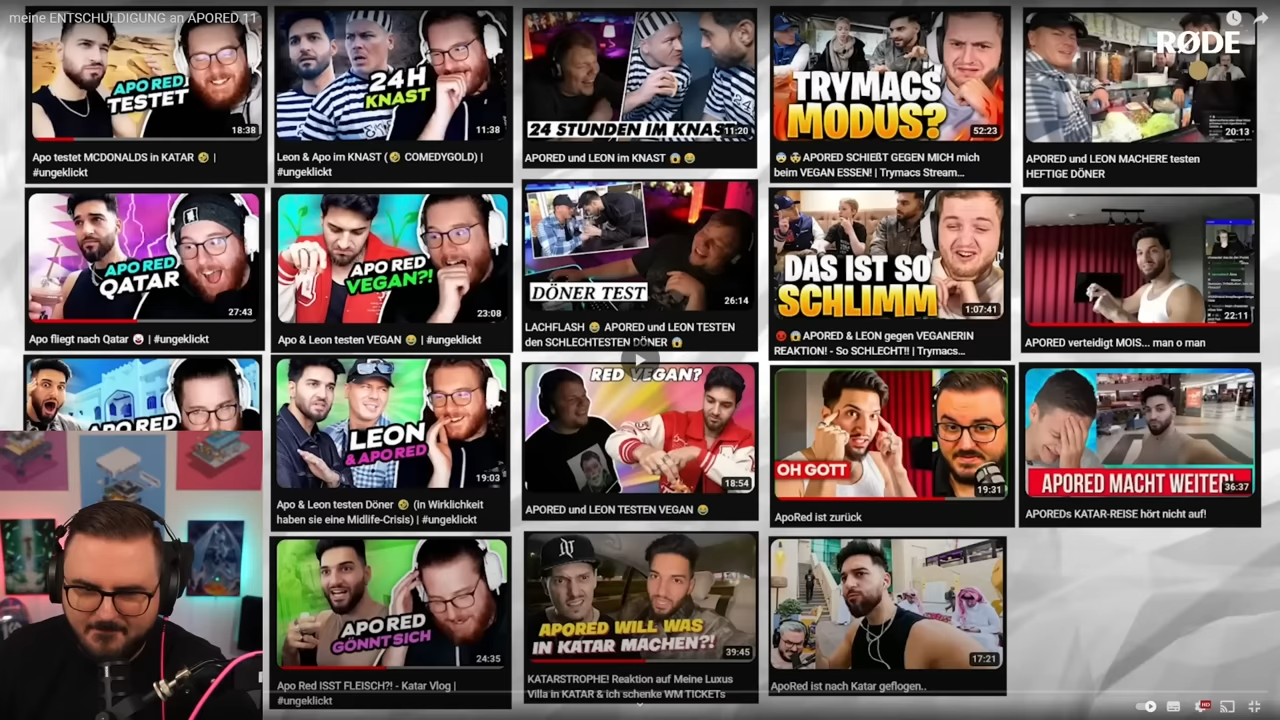 meine ENTSCHULDIGUNG an APORED 11
RØDE
APO RED
TESTET
18:38
Apo testet MCDONALDS in KATAR 🤣 |
#ungeklickt
24H
KNAST
11:38
Leon & Apo im KNAST (🤣 COMEDYGOLD) |
#ungeklickt
24 STUNDEN IM KNAST
11:20
APORED und LEON im KNAST 😱 😂
TRYMACS
MODUS?
52:23
😨 😲 APORED SCHIEẞT GEGEN MICH mich
beim VEGAN ESSEN! | Trymacs Stream…
20:13
APORED und LEON MACHERE testen
HEFTIGE DÖNER
APO RED
QATAR
27:43
Apo fliegt nach Qatar 🤡 | #ungeklickt
APO RED
VEGAN?!
23:08
Apo & Leon testen VEGAN 😂 | #ungeklickt
DÖNER TEST
26:14
LACHFLASH 😂 APORED und LEON TESTEN
den SCHLECHTESTEN DÖNER 😱
DAS IST SO
SCHLIMM
1:07:41
😡 😱 APORED & LEON gegen VEGANERIN
REAKTION! - So SCHLECHT!! | Trymacs…
22:11
APORED verteidigt MOIS... man o man
APO RED
LEON
& APO RED
19:03
Apo & Leon testen Döner 🤣 (in Wirklichkeit
haben sie eine Midlife-Crisis) | #ungeklickt
RED VEGAN?
18:54
APORED und LEON TESTEN VEGAN 😂
OH GOTT
19:31
ApoRed ist zurück
APORED MACHT WEITER!
36:37
APOREDs KATAR-REISE hört nicht auf!
APO RED
GÖNNT SICH
24:35
Apo Red ISST FLEISCH?! - Katar Vlog |
#ungeklickt
APORED WILL WAS
IN KATAR MACHEN?!
39:45
KATARSTROPHE! Reaktion auf Meine Luxus
Villa in KATAR & ich schenke WM TICKETs
17:21
ApoRed ist nach Katar geflogen..
HD